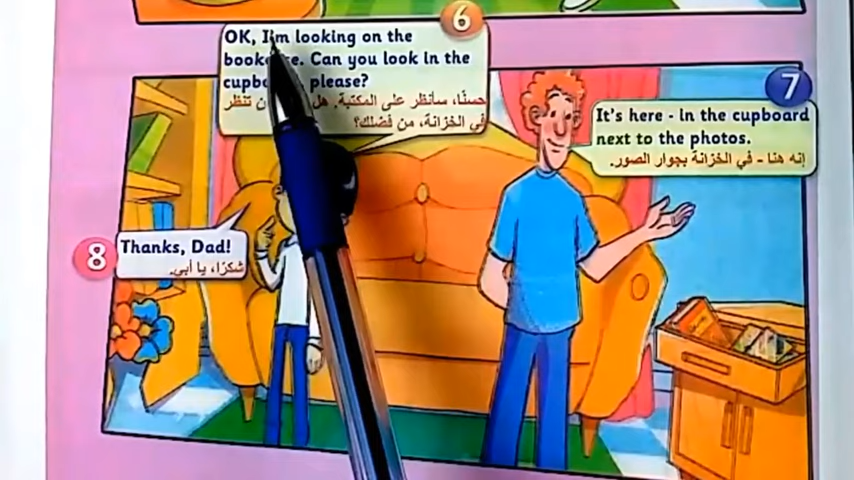 6
OK, I'm looking on the
Can you look in the
please?
حسنًا، سأنظر على المكتبة. هل
ن تنظر
في الخزانة، من فضلك؟
7
It's here - in the cupboard
next to the photos.
إنه هنا - في الخزانة بجوار الصور.
8
Thanks, Dad!
شكرًا، يا أبي.